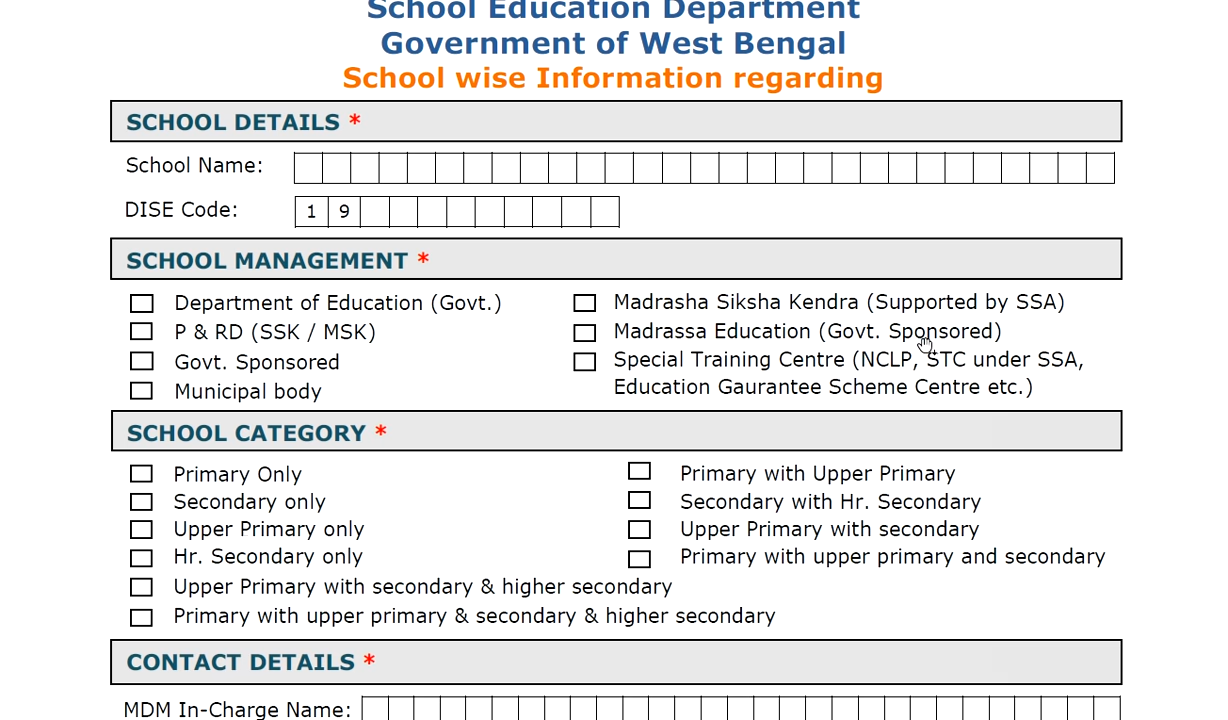 School Education Department
Government of West Bengal
School wise Information regarding
SCHOOL DETAILS *
School Name:
DISE Code: 1 9
SCHOOL MANAGEMENT *
Department of Education (Govt.)
P & RD (SSK / MSK)
Govt. Sponsored
Municipal body
Madrasha Siksha Kendra (Supported by SSA)
Madrassa Education (Govt. Sponsored)
Special Training Centre (NCLP, STC under SSA,
Education Gaurantee Scheme Centre etc.)
SCHOOL CATEGORY *
Primary Only
Secondary only
Upper Primary only
Hr. Secondary only
Primary with Upper Primary
Secondary with Hr. Secondary
Upper Primary with secondary
Primary with upper primary and secondary
Upper Primary with secondary & higher secondary
Primary with upper primary & secondary & higher secondary
CONTACT DETAILS *
MDM In-Charge Name: